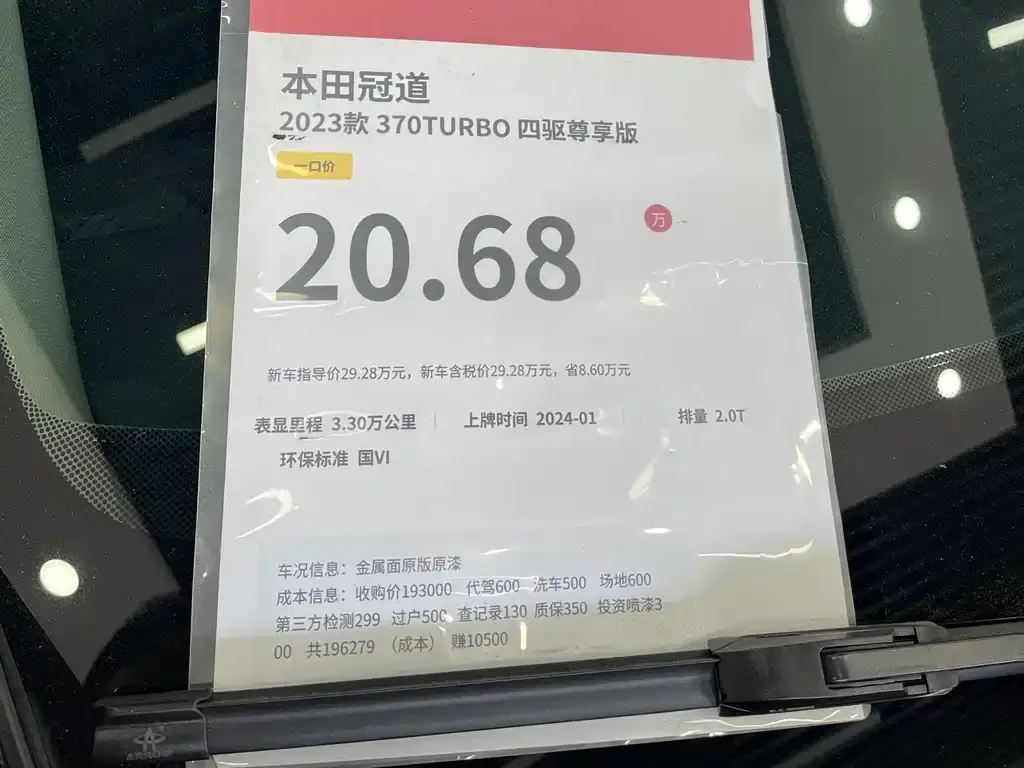 本田冠道
2023款 370TURBO 四驱尊享版
一口价
20.68 万
新车指导价29.28万元，新车含税价29.28万元，省8.60万元
表显里程 3.30万公里 上牌时间 2024-01 排量 2.0T
环保标准 国VI
车况信息：金属面原版原漆
成本信息：收购价193000 代驾600 洗车500 场地600
第三方检测299 过户500 查记录130 质保350 投资喷漆3
00 共196279 （成本） 赚10500
ARROW